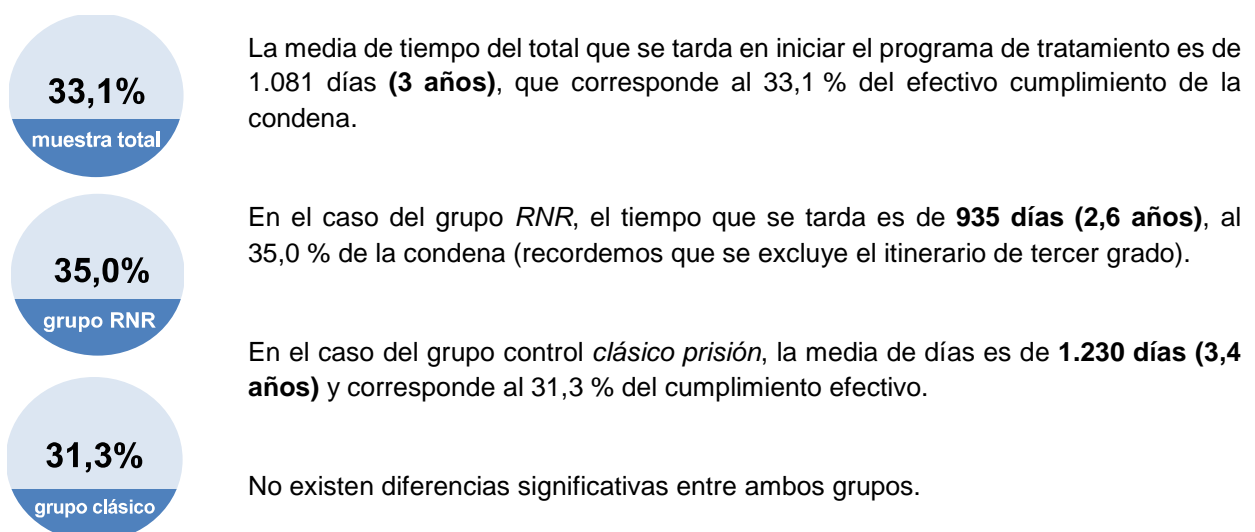 33,1%
muestra total
La media de tiempo del total que se tarda en iniciar el programa de tratamiento es de
1.081 días (3 años), que corresponde al 33,1 % del efectivo cumplimiento de la
condena.
35,0%
grupo RNR
En el caso del grupo RNR, el tiempo que se tarda es de 935 días (2,6 años), al
35,0 % de la condena (recordemos que se excluye el itinerario de tercer grado).
31,3%
grupo clásico
En el caso del grupo control clásico prisión, la media de días es de 1.230 días (3,4
años) y corresponde al 31,3 % del cumplimiento efectivo.
No existen diferencias significativas entre ambos grupos.